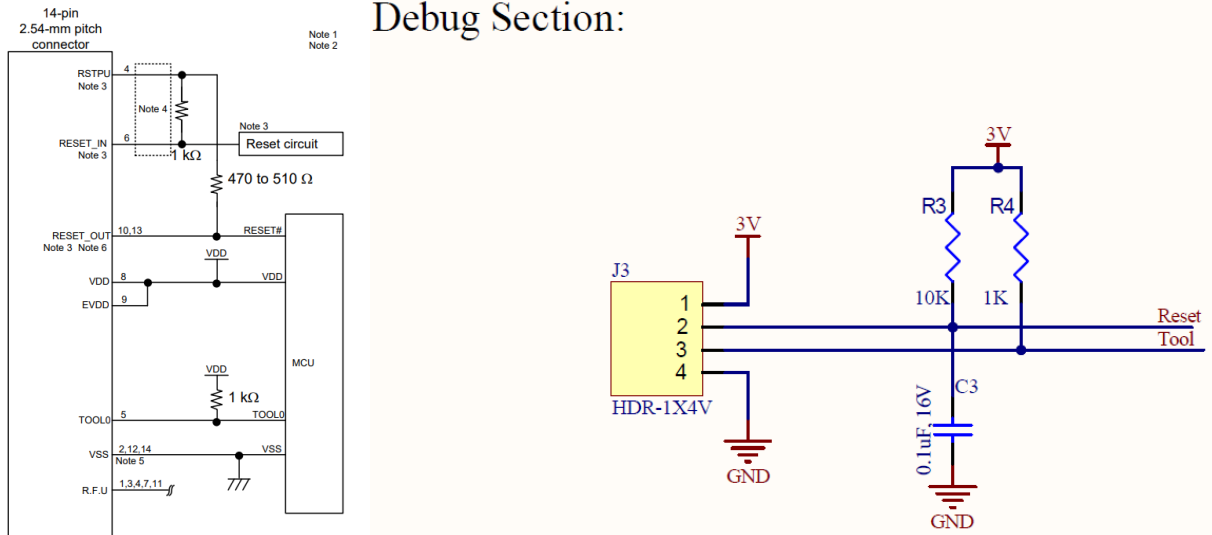 14-pin
2.54-mm pitch
connector
Note 1
Note 2
RSTPU 4
Note 3
Note 4
RESET_IN 6
Note 3
1 kΩ
Note 3
Reset circuit
470 to 510 Ω
RESET_OUT 10,13 RESET#
Note 3 Note 6
VDD
VDD 8 VDD
EVDD 9
MCU
VDD
1 kΩ
TOOL0 5 TOOL0
VSS 2,12,14 VSS
Note 5
R.F.U 1,3,4,7,11
Debug Section:
3V
R3 R4
3V
J3
10K 1K
1
2
3
4
Reset
Tool
HDR-1X4V
C3
0.1uF, 16V
GND
GND